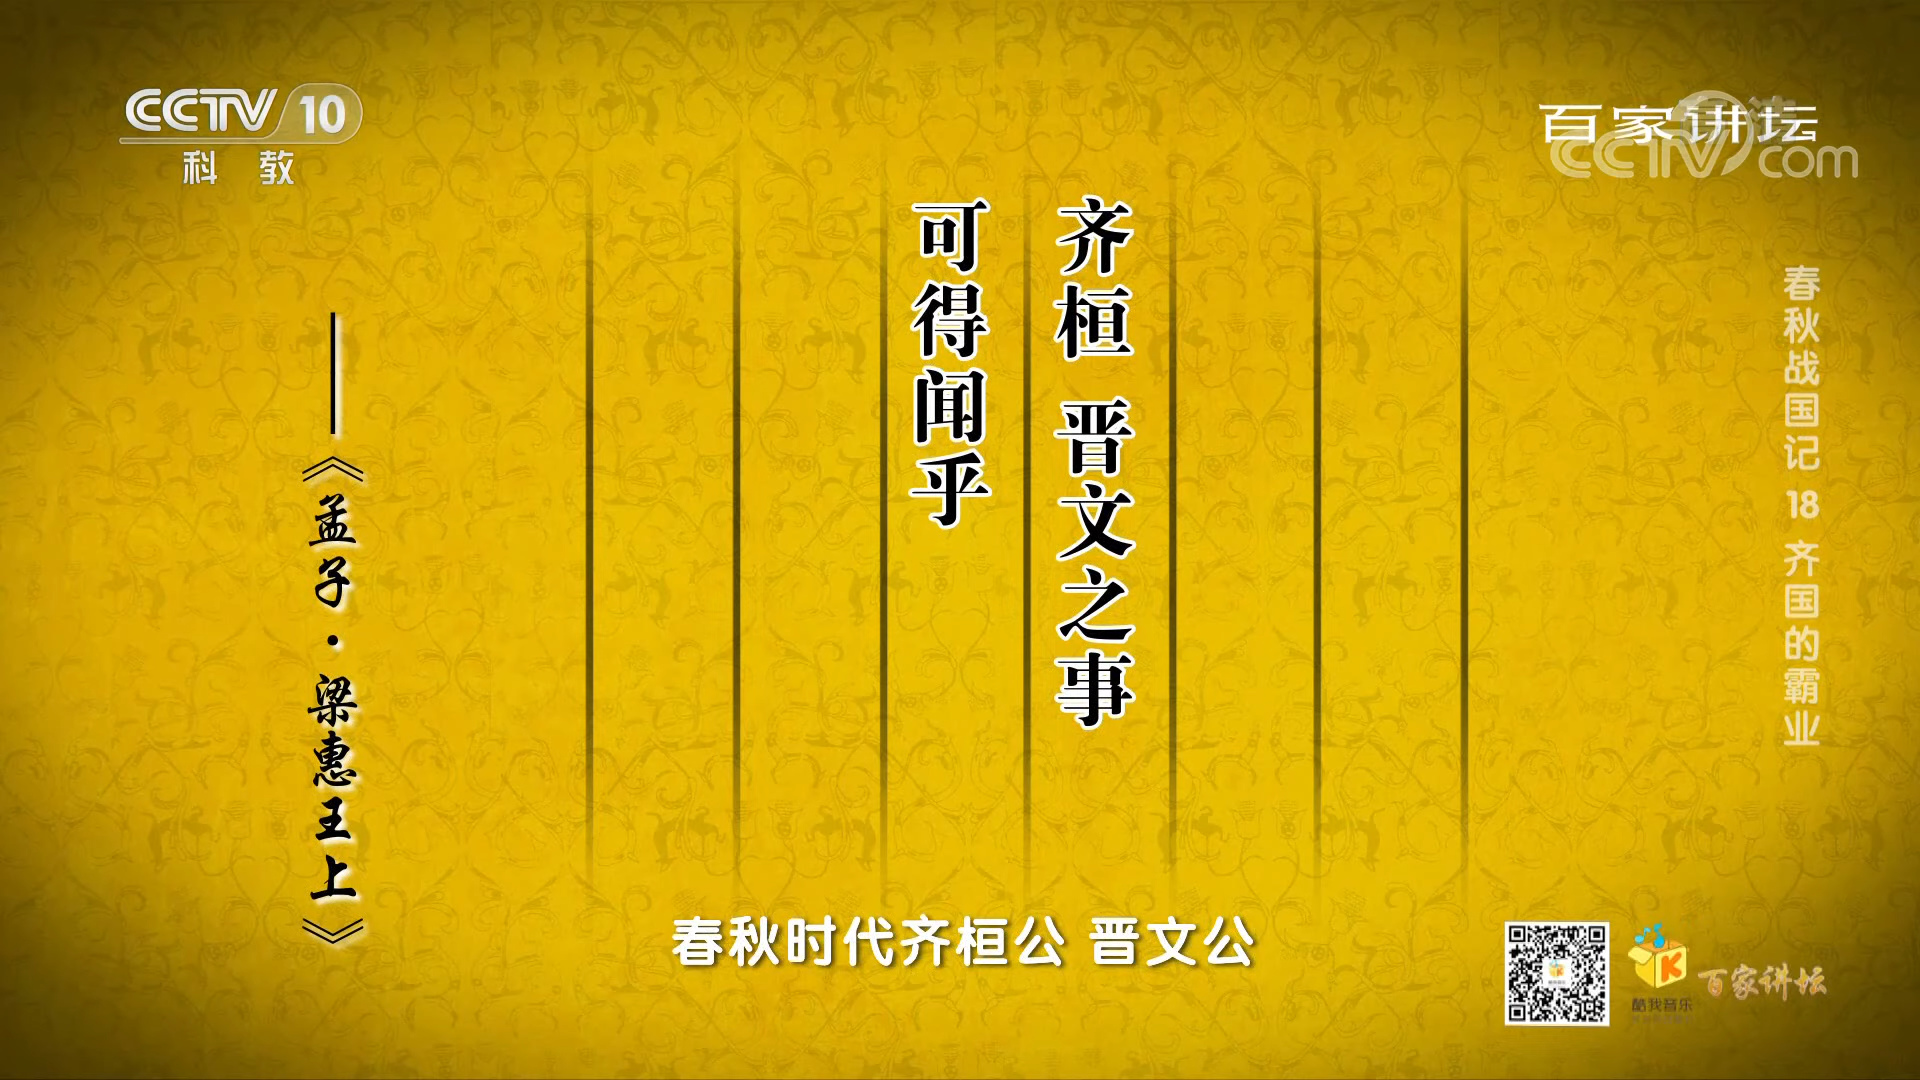 CCTV 10
科 教
百家讲坛
CCTV.com
齐桓 晋文之事
可得闻乎
——《孟子·梁惠王上》
春秋战国记 18 齐国的霸业
春秋时代齐桓公 晋文公
酷我音乐
百家讲坛